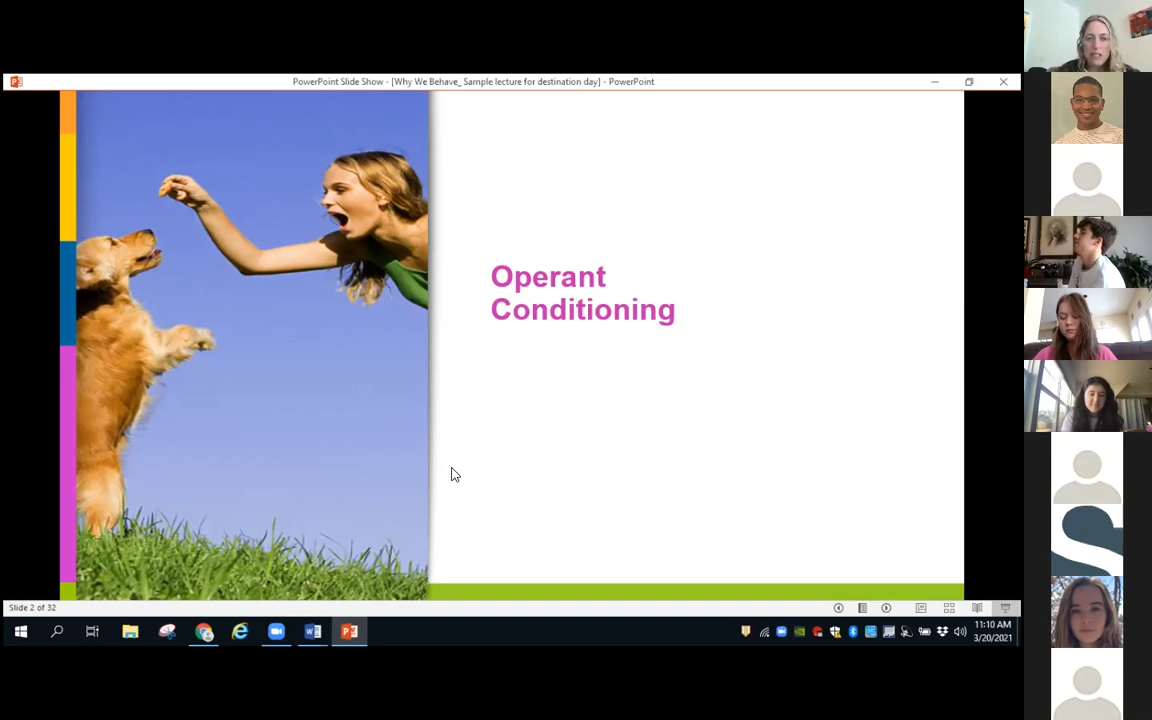 PowerPoint Slide Show - [Why We Behave_ Sample lecture for destination day] - PowerPoint
Operant
Conditioning
Slide 2 of 32
11:10 AM
3/20/2021
S